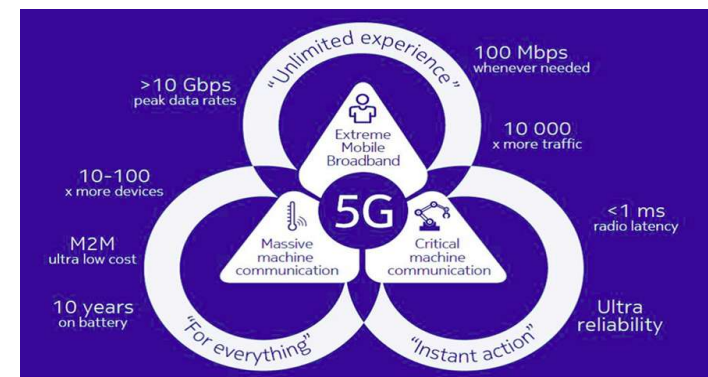 "Unlimited experience"
>10 Gbps
peak data rates
100 Mbps
whenever needed
10 000
x more traffic
Extreme
Mobile
Broadband
5G
10-100
x more devices
M2M
ultra low cost
10 years
on battery
Massive
machine
communication
Critical
machine
communication
<1 ms
radio latency
Ultra
reliability
"For everything"
"Instant action"